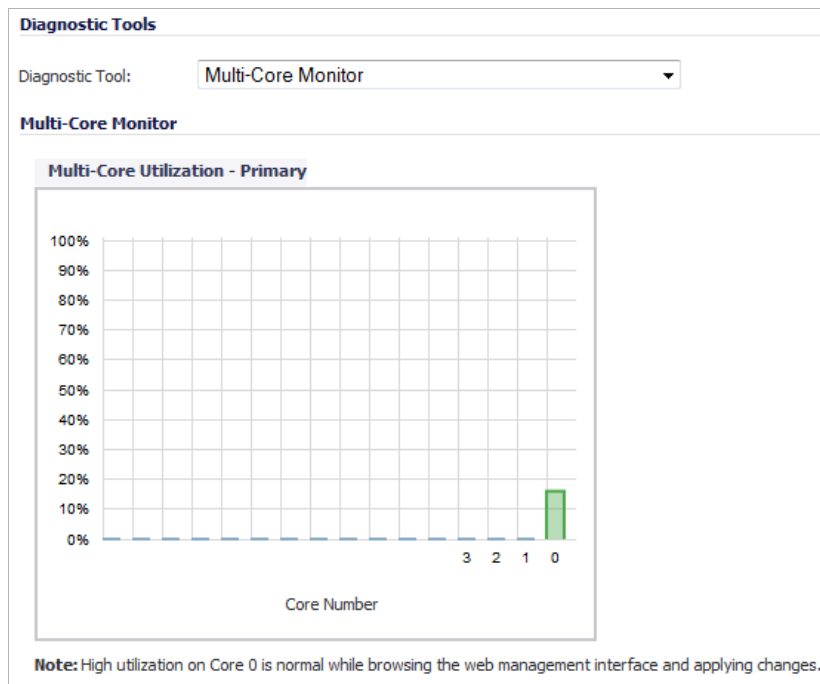 Diagnostic Tools
Diagnostic Tool: Multi-Core Monitor
Multi-Core Monitor
Multi-Core Utilization - Primary
100%
90%
80%
70%
60%
50%
40%
30%
20%
10%
0%
3 2 1 0
Core Number
Note: High utilization on Core 0 is normal while browsing the web management interface and applying changes.